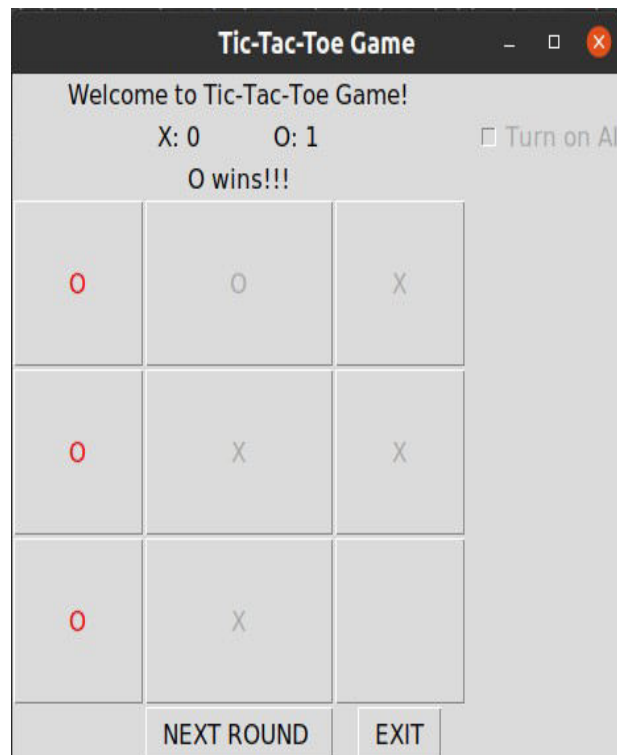 Tic-Tac-Toe Game
Welcome to Tic-Tac-Toe Game!
X: 0 O: 1
Turn on AI
O wins!!!
O O X
O X X
O X
NEXT ROUND EXIT